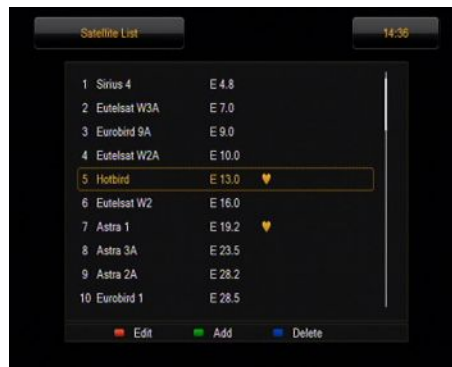 Satellite List 14:36
1 Sirius 4 E 4.8
2 Eutelsat W3A E 7.0
3 Eurobird 9A E 9.0
4 Eutelsat W2A E 10.0
5 Hotbird E 13.0
6 Eutelsat W2 E 16.0
7 Astra 1 E 19.2
8 Astra 3A E 23.5
9 Astra 2A E 28.2
10 Eurobird 1 E 28.5
Edit Add Delete